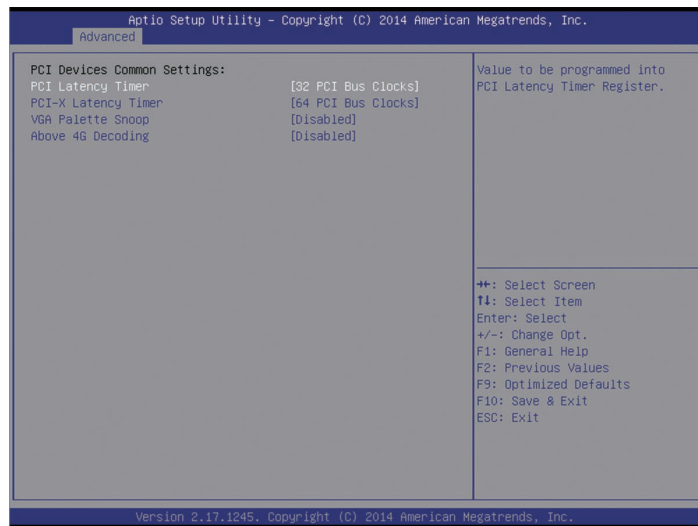 Aptio Setup Utility – Copyright (C) 2014 American Megatrends, Inc.
Advanced
PCI Devices Common Settings:
PCI Latency Timer [32 PCI Bus Clocks]
PCI-X Latency Timer [64 PCI Bus Clocks]
VGA Palette Snoop [Disabled]
Above 4G Decoding [Disabled]
Value to be programmed into
PCI Latency Timer Register.
→←: Select Screen
↑↓: Select Item
Enter: Select
+/-: Change Opt.
F1: General Help
F2: Previous Values
F9: Optimized Defaults
F10: Save & Exit
ESC: Exit
Version 2.17.1245. Copyright (C) 2014 American Megatrends, Inc.